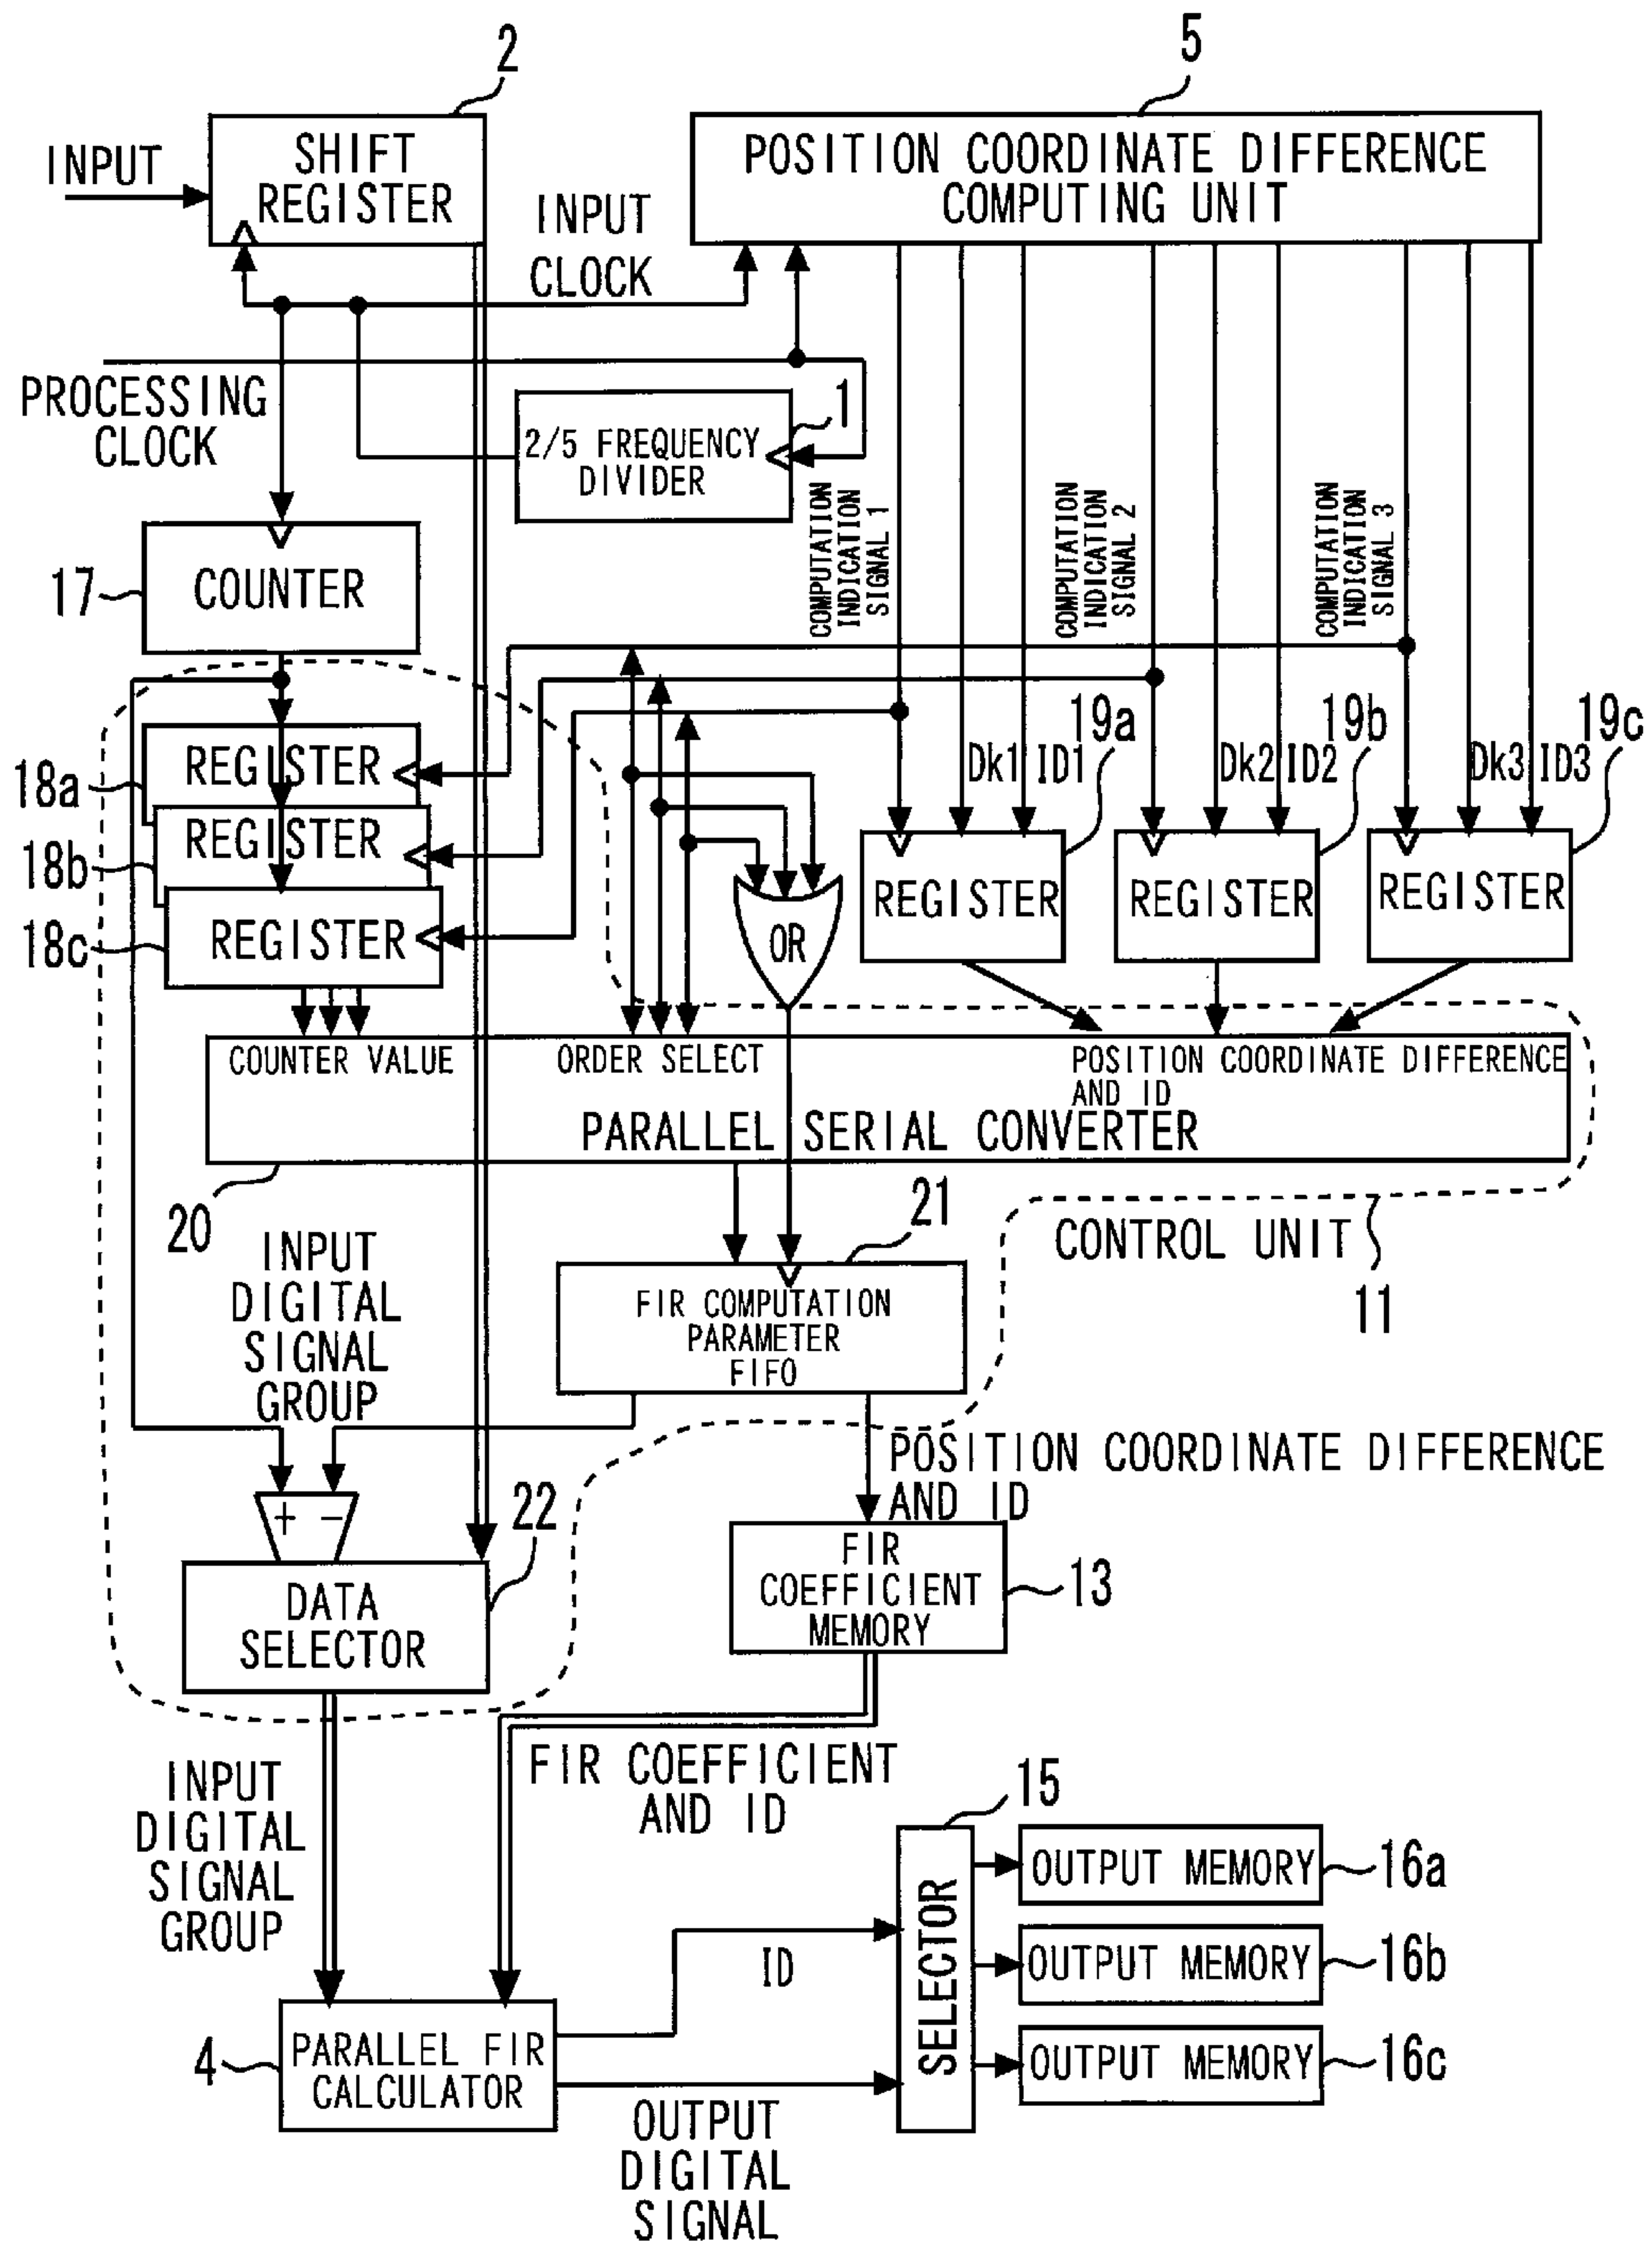 2
5
INPUT
SHIFT
REGISTER
POSITION COORDINATE DIFFERENCE
COMPUTING UNIT
INPUT
CLOCK
PROCESSING
CLOCK
1
2/5 FREQUENCY
DIVIDER
COMPUTATION
INDICATION
SIGNAL 1
COMPUTATION
INDICATION
SIGNAL 2
COMPUTATION
INDICATION
SIGNAL 3
17
COUNTER
19a
19b
19c
Dk1 ID1
Dk2 ID2
Dk3 ID3
18a
REGISTER
18b
REGISTER
18c
REGISTER
OR
REGISTER
REGISTER
REGISTER
COUNTER VALUE
ORDER SELECT
POSITION COORDINATE DIFFERENCE
AND ID
PARALLEL SERIAL CONVERTER
20
21
CONTROL UNIT
11
INPUT
DIGITAL
SIGNAL
GROUP
FIR COMPUTATION
PARAMETER
FIFO
POSITION COORDINATE DIFFERENCE
AND ID
+ −
22
DATA
SELECTOR
FIR
COEFFICIENT
MEMORY
13
FIR COEFFICIENT
AND ID
INPUT
DIGITAL
SIGNAL
GROUP
15
SELECTOR
OUTPUT MEMORY
16a
OUTPUT MEMORY
16b
OUTPUT MEMORY
16c
ID
4
PARALLEL FIR
CALCULATOR
OUTPUT
DIGITAL
SIGNAL